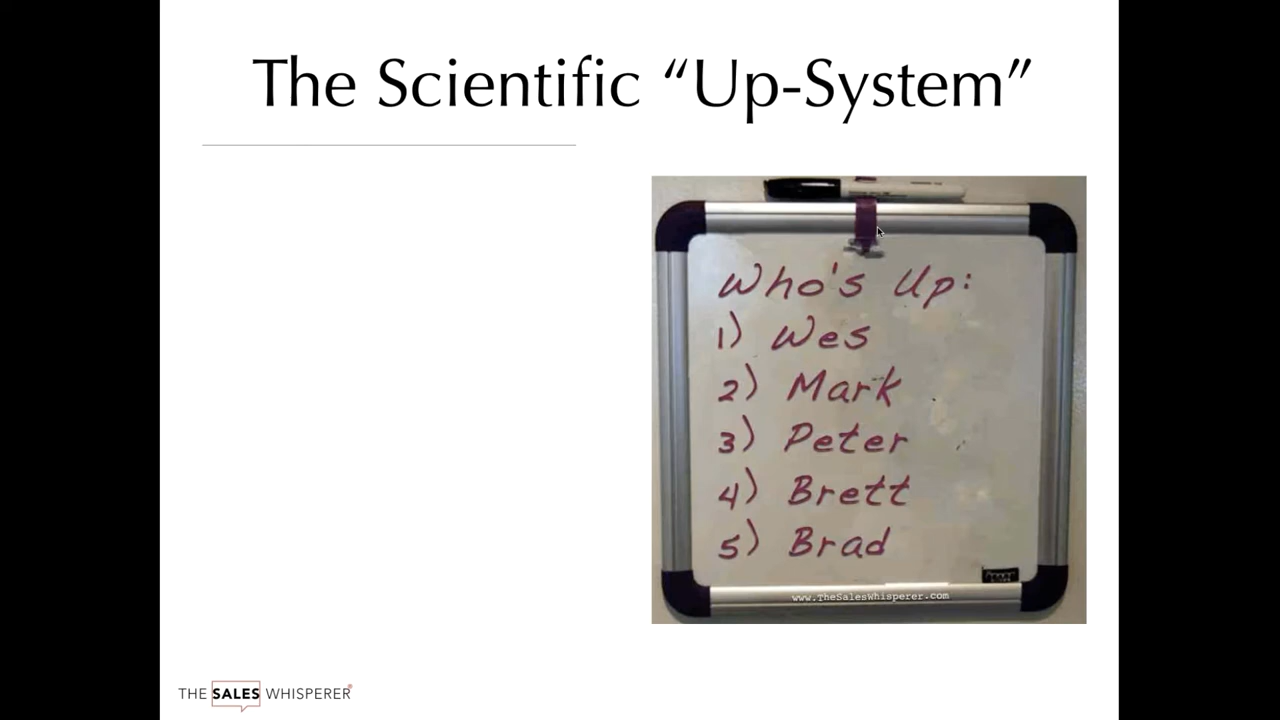 The Scientific “Up-System”
Who's Up:
1) Wes
2) Mark
3) Peter
4) Brett
5) Brad
www.TheSalesWhisperer.com
THE SALES WHISPERER®